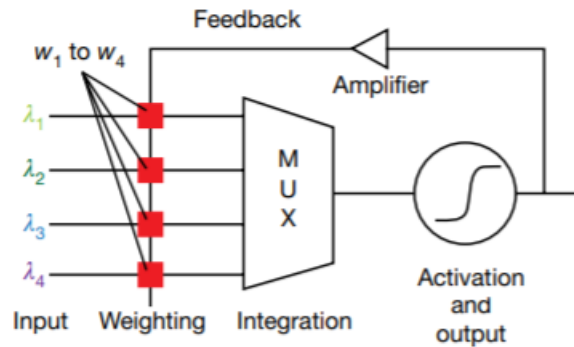 Feedback
w1 to w4
Amplifier
λ1
λ2
λ3
λ4
M
U
X
Input
Weighting
Integration
Activation
and
output